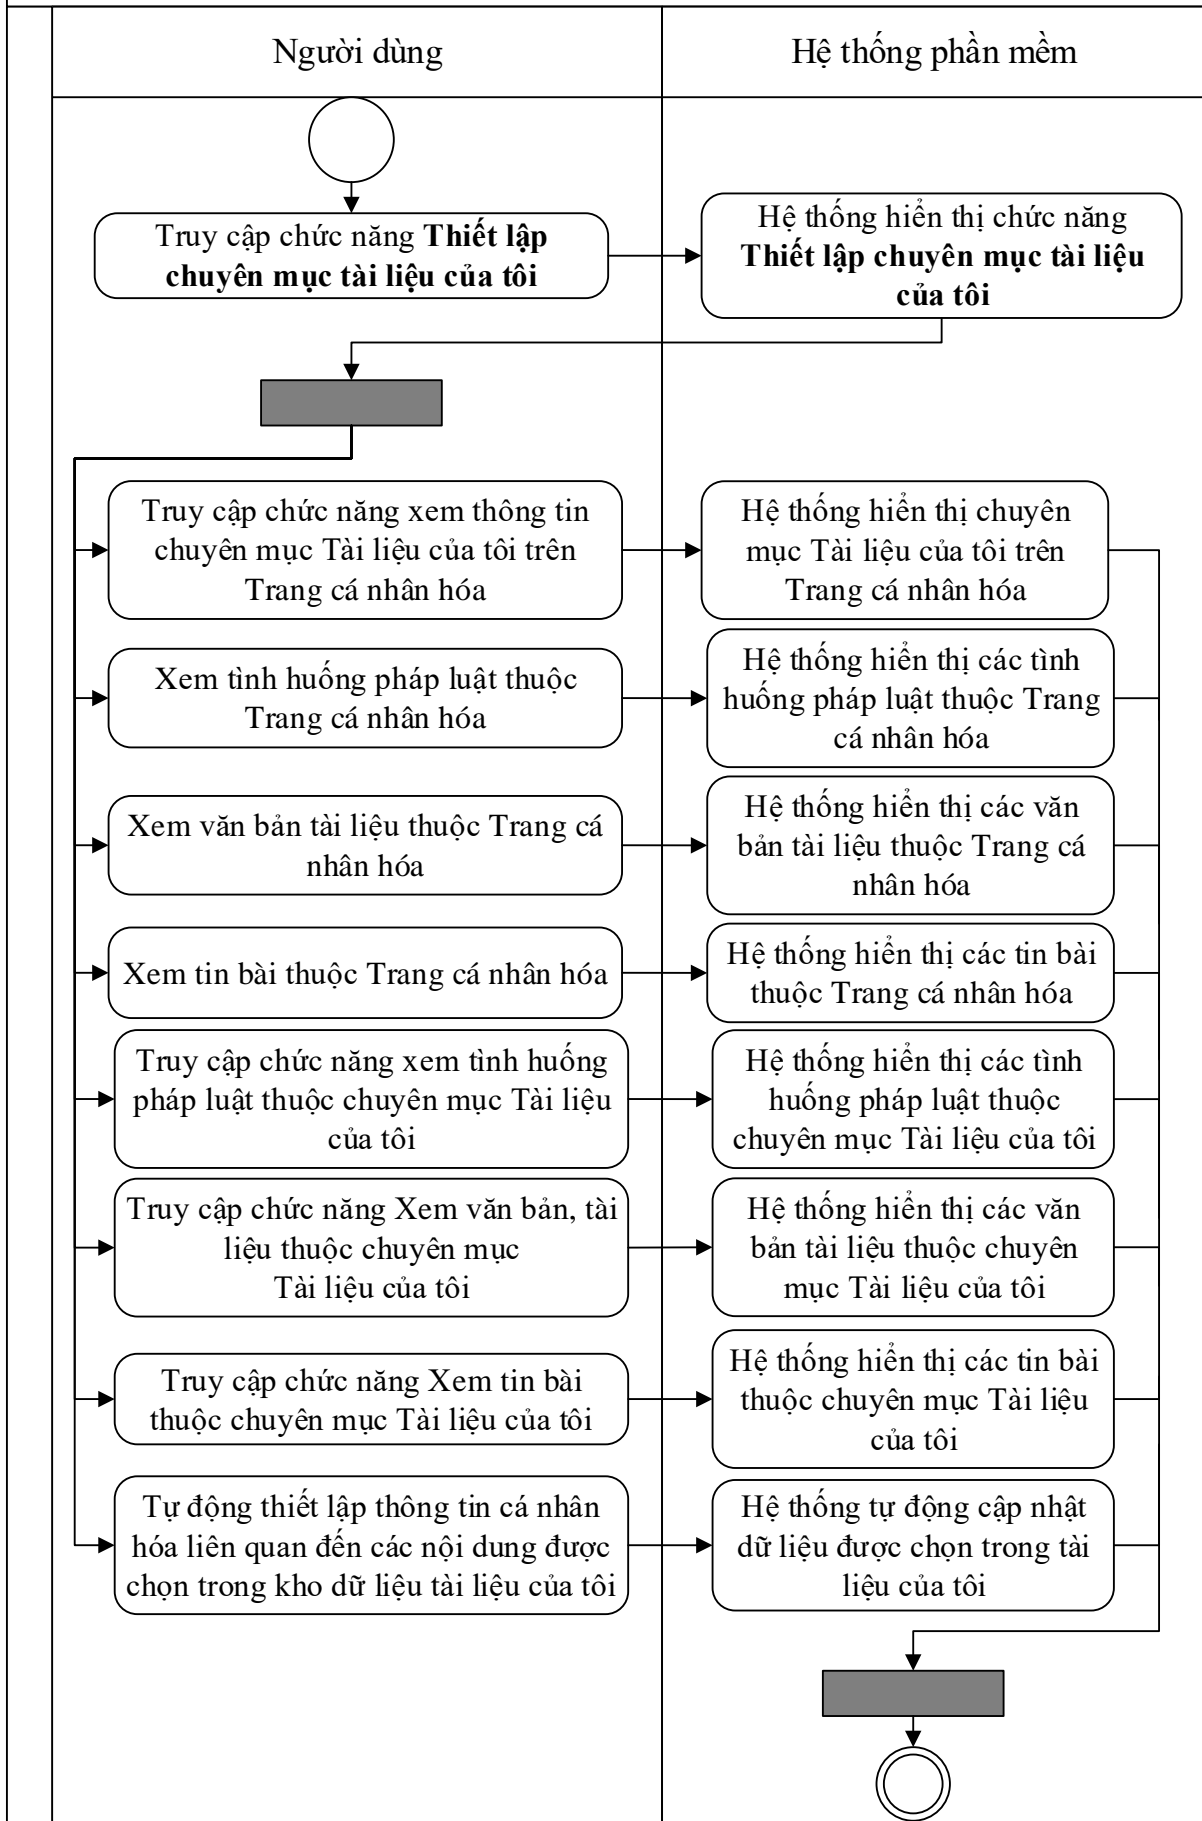 Người dùng
Hệ thống phần mềm
Truy cập chức năng Thiết lập
chuyên mục tài liệu của tôi
Hệ thống hiển thị chức năng
Thiết lập chuyên mục tài liệu
của tôi
Truy cập chức năng xem thông tin
chuyên mục Tài liệu của tôi trên
Trang cá nhân hóa
Hệ thống hiển thị chuyên
mục Tài liệu của tôi trên
Trang cá nhân hóa
Xem tình huống pháp luật thuộc
Trang cá nhân hóa
Hệ thống hiển thị các tình
huống pháp luật thuộc Trang
cá nhân hóa
Xem văn bản tài liệu thuộc Trang cá
nhân hóa
Hệ thống hiển thị các văn
bản tài liệu thuộc Trang cá
nhân hóa
Xem tin bài thuộc Trang cá nhân hóa
Hệ thống hiển thị các tin bài
thuộc Trang cá nhân hóa
Truy cập chức năng xem tình huống
pháp luật thuộc chuyên mục Tài liệu
của tôi
Hệ thống hiển thị các tình
huống pháp luật thuộc
chuyên mục Tài liệu của tôi
Truy cập chức năng Xem văn bản, tài
liệu thuộc chuyên mục
Tài liệu của tôi
Hệ thống hiển thị các văn
bản tài liệu thuộc chuyên
mục Tài liệu của tôi
Truy cập chức năng Xem tin bài
thuộc chuyên mục Tài liệu của tôi
Hệ thống hiển thị các tin bài
thuộc chuyên mục Tài liệu
của tôi
Tự động thiết lập thông tin cá nhân
hóa liên quan đến các nội dung được
chọn trong kho dữ liệu tài liệu của tôi
Hệ thống tự động cập nhật
dữ liệu được chọn trong tài
liệu của tôi